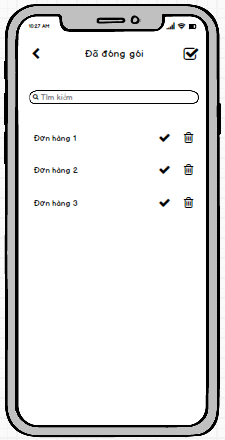 10:27 AM
Đã đóng gói
Tìm kiếm
Đơn hàng 1
Đơn hàng 2
Đơn hàng 3